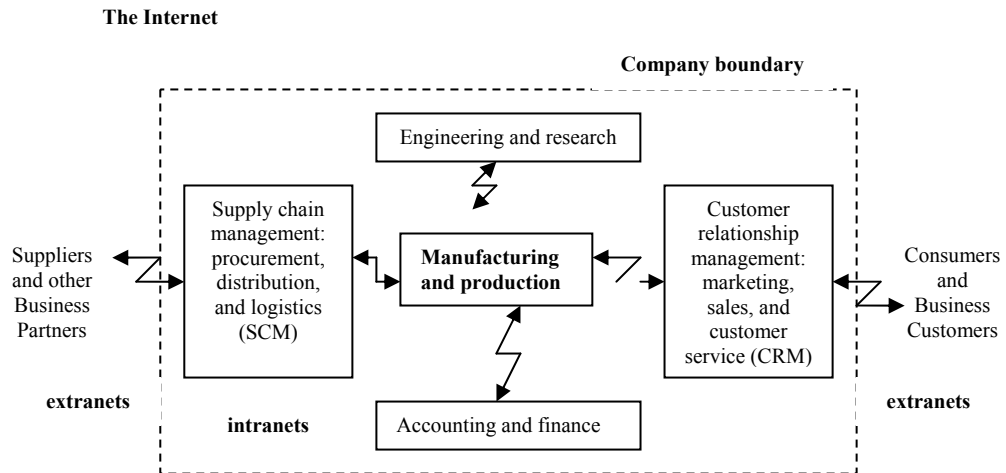 The Internet
Company boundary
Engineering and research
Supply chain
management:
procurement,
distribution,
and logistics
(SCM)
Customer
relationship
management:
marketing,
sales, and
customer
service (CRM)
Manufacturing
and production
Suppliers
and other
Business
Partners
Consumers
and
Business
Customers
extranets
intranets
Accounting and finance
extranets